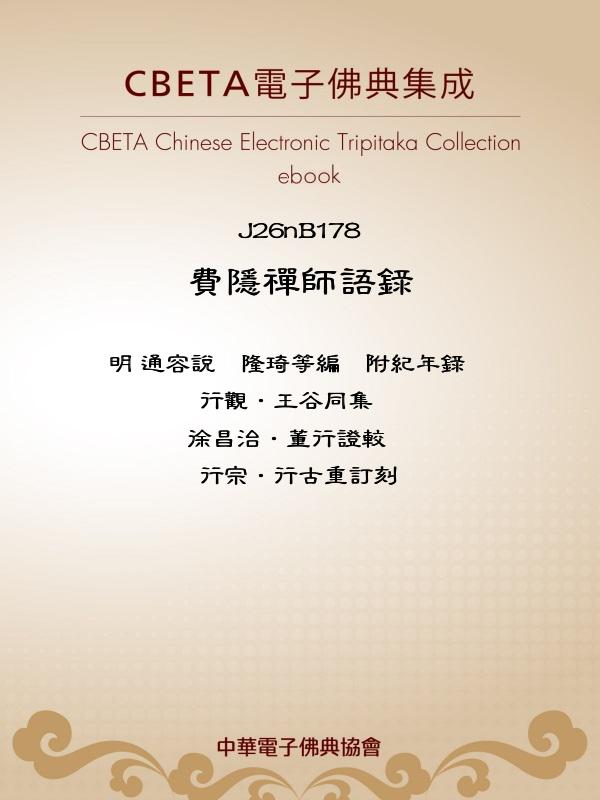 CBETA電子佛典集成
CBETA Chinese Electronic Tripitaka Collection
ebook
J26nB178
費隱禪師語錄
明 通容說　隆琦等編　附紀年錄
行觀．王谷同集
徐昌治．董行證較
行宗．行古重訂刻
中華電子佛典協會